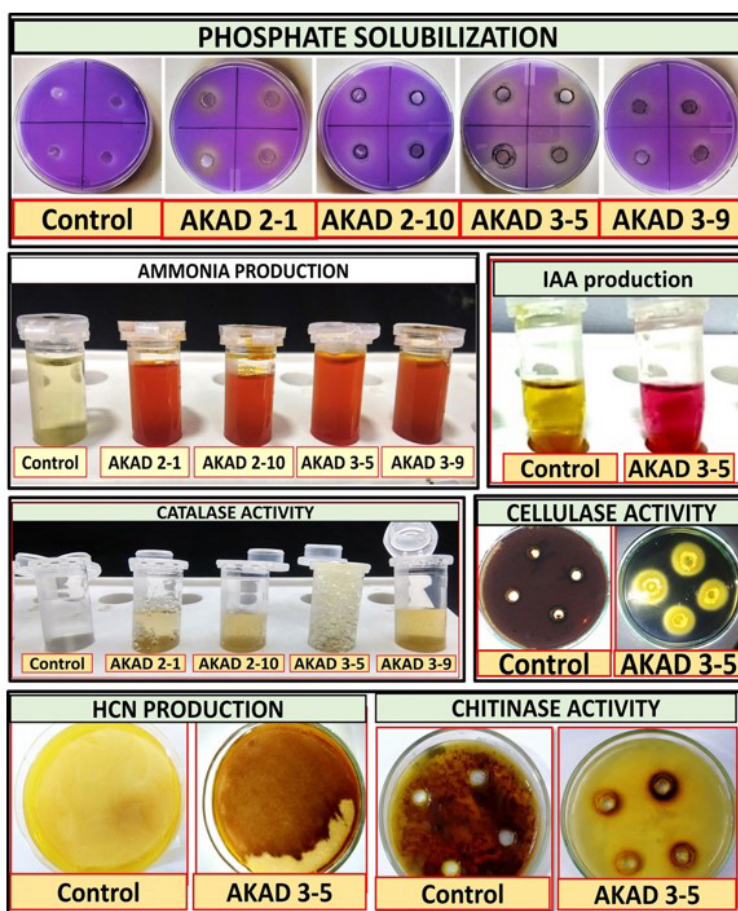 PHOSPHATE SOLUBILIZATION
Control AKAD 2-1 AKAD 2-10 AKAD 3-5 AKAD 3-9
AMMONIA PRODUCTION
Control AKAD 2-1 AKAD 2-10 AKAD 3-5 AKAD 3-9
IAA production
Control AKAD 3-5
CATALASE ACTIVITY
Control AKAD 2-1 AKAD 2-10 AKAD 3-5 AKAD 3-9
CELLULASE ACTIVITY
Control AKAD 3-5
HCN PRODUCTION
Control AKAD 3-5
CHITINASE ACTIVITY
Control AKAD 3-5